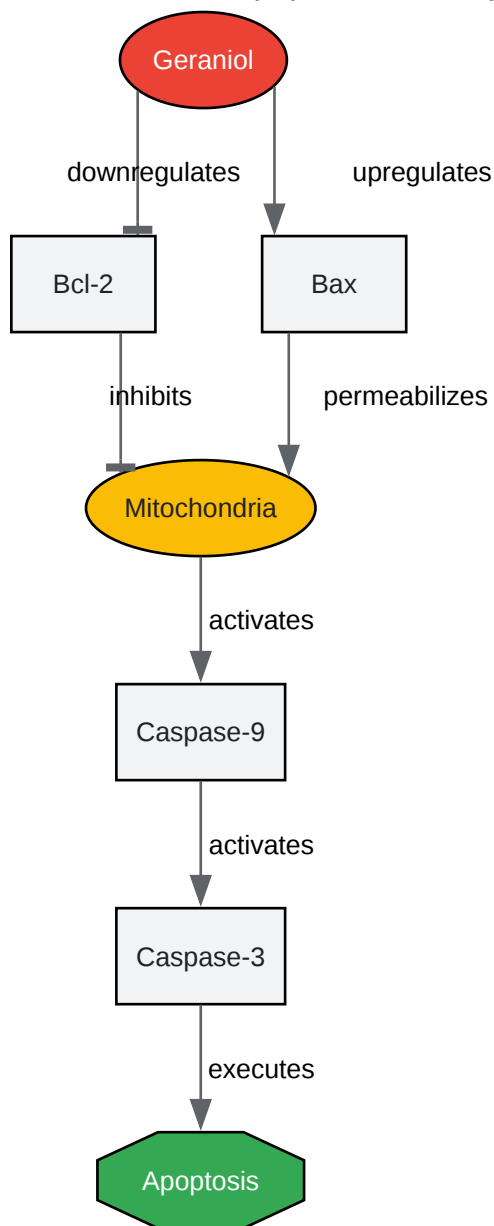 Geraniol
downregulates
upregulates
Bcl-2
Bax
inhibits
permeabilizes
Mitochondria
activates
Caspase-9
activates
Caspase-3
executes
Apoptosis